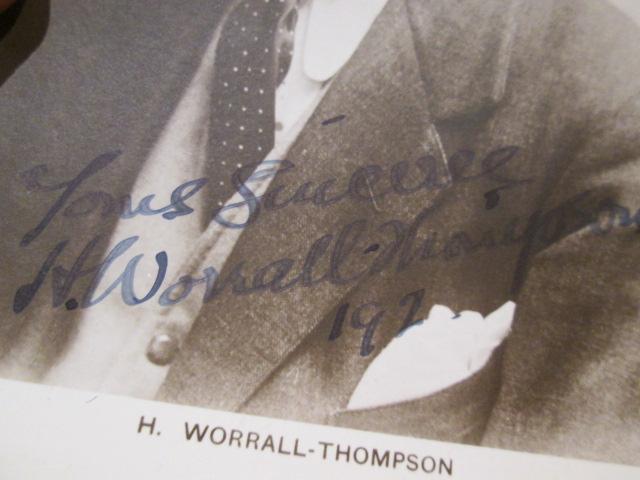 Yours Sincerely
H. Worrall-Thompson
192
H. WORRALL-THOMPSON